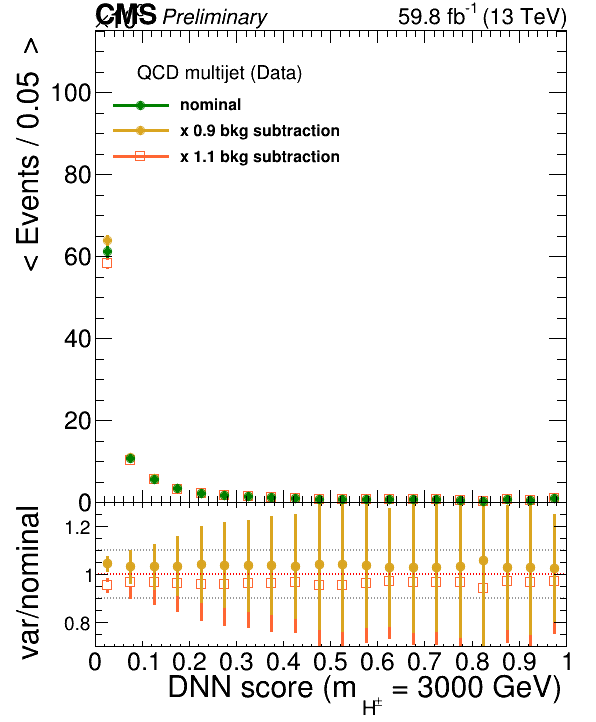 CMS Preliminary 59.8 fb⁻¹ (13 TeV)
QCD multijet (Data)
nominal
x 0.9 bkg subtraction
x 1.1 bkg subtraction
< Events / 0.05 >
100
80
60
40
20
0
var/nominal
1.2
1
0.8
0 0.1 0.2 0.3 0.4 0.5 0.6 0.7 0.8 0.9 1
DNN score (m_H± = 3000 GeV)